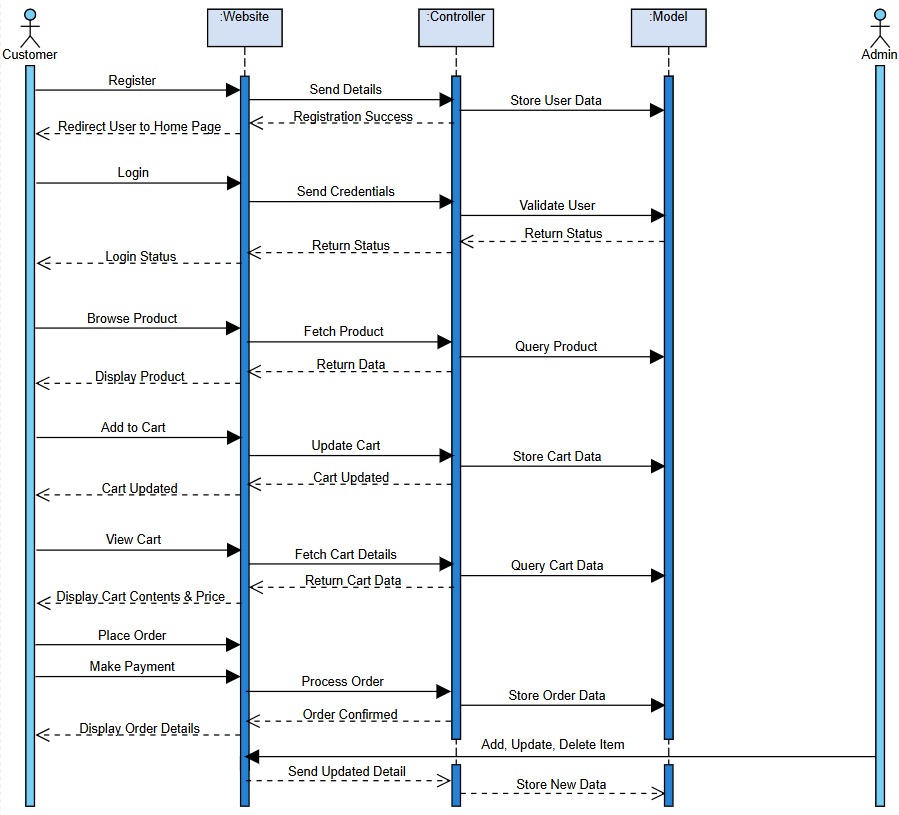 :Website
:Controller
:Model
Customer
Admin
Register
Send Details
Store User Data
Registration Success
Redirect User to Home Page
Login
Send Credentials
Validate User
Return Status
Return Status
Login Status
Browse Product
Fetch Product
Query Product
Return Data
Display Product
Add to Cart
Update Cart
Store Cart Data
Cart Updated
Cart Updated
View Cart
Fetch Cart Details
Query Cart Data
Return Cart Data
Display Cart Contents & Price
Place Order
Make Payment
Process Order
Store Order Data
Order Confirmed
Display Order Details
Add, Update, Delete Item
Send Updated Detail
Store New Data